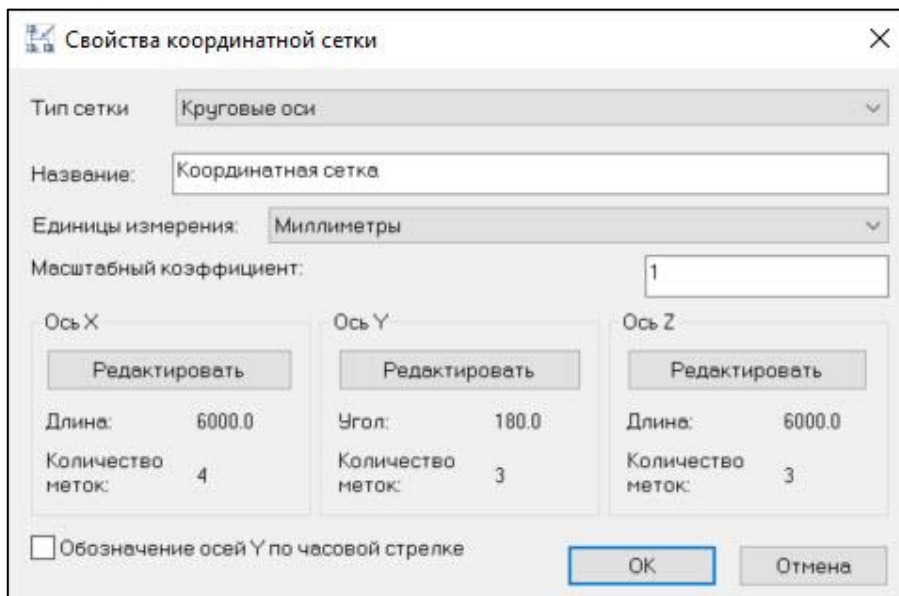 Свойства координатной сетки
Тип сетки Круговые оси
Название: Координатная сетка
Единицы измерения: Миллиметры
Масштабный коэффициент: 1
Ось X Ось Y Ось Z
Редактировать Редактировать Редактировать
Длина: 6000.0 Угол: 180.0 Длина: 6000.0
Количество меток: 4 Количество меток: 3 Количество меток: 3
Обозначение осей Y по часовой стрелке
OK Отмена